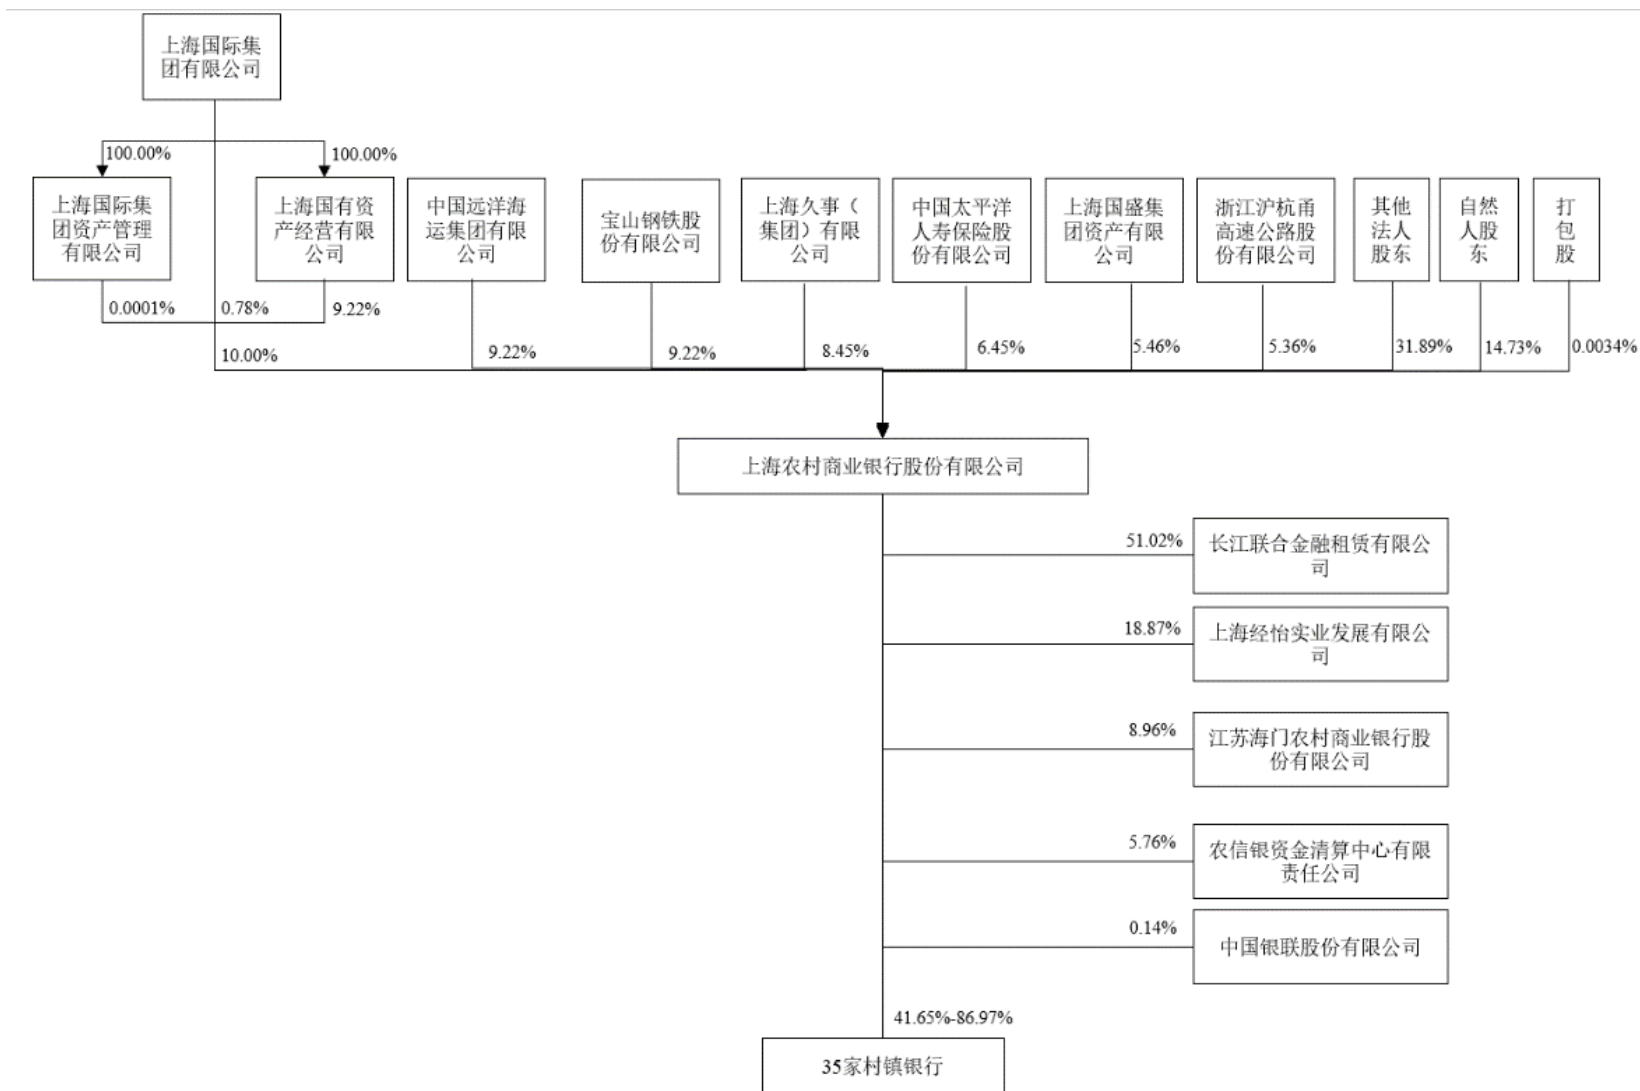 上海国际集
团有限公司
100.00%
100.00%
上海国际集
团资产管理
有限公司
上海国有资
产经营有限
公司
中国远洋海
运集团有限
公司
宝山钢铁股
份有限公司
上海久事（
集团）有限
公司
中国太平洋
人寿保险股
份有限公司
上海国盛集
团资产有限
公司
浙江沪杭甬
高速公路股
份有限公司
其他
法人
股东
自然
人股
东
打
包
股
0.0001%
0.78%
9.22%
10.00%
9.22%
9.22%
8.45%
6.45%
5.46%
5.36%
31.89%
14.73%
0.0034%
上海农村商业银行股份有限公司
51.02%
长江联合金融租赁有限公
司
18.87%
上海经怡实业发展有限公
司
8.96%
江苏海门农村商业银行股
份有限公司
5.76%
农信银资金清算中心有限
责任公司
0.14%
中国银联股份有限公司
41.65%-86.97%
35家村镇银行